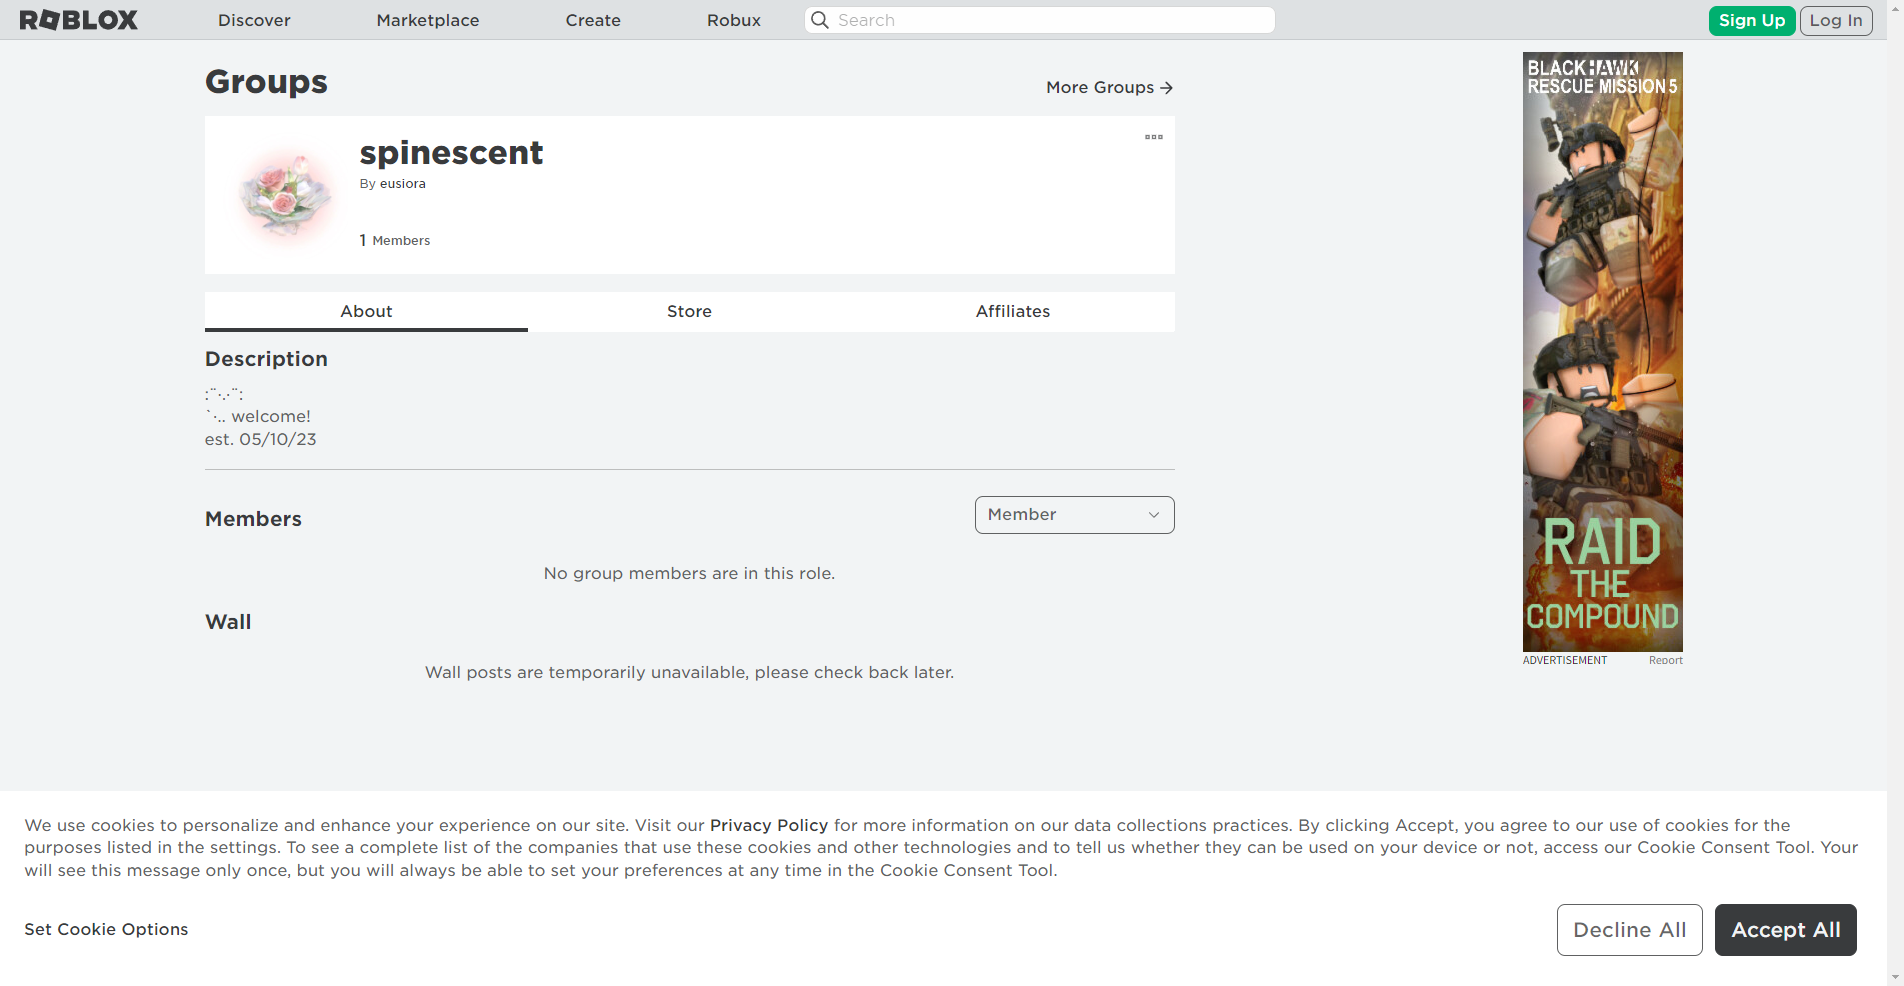 ROBLOX
Discover
Marketplace
Create
Robux
Search
Sign Up
Log In
Groups
More Groups →
spinescent
By eusiora
1 Members
About
Store
Affiliates
Description
:¨·.·¨:
`·.. welcome!
est. 05/10/23
Members
Member
No group members are in this role.
Wall
Wall posts are temporarily unavailable, please check back later.
BLACKHAWK
RESCUE MISSION 5
RAID
THE
COMPOUND
ADVERTISEMENT
Report
We use cookies to personalize and enhance your experience on our site. Visit our Privacy Policy for more information on our data collections practices. By clicking Accept, you agree to our use of cookies for the
purposes listed in the settings. To see a complete list of the companies that use these cookies and other technologies and to tell us whether they can be used on your device or not, access our Cookie Consent Tool. Your
will see this message only once, but you will always be able to set your preferences at any time in the Cookie Consent Tool.
Set Cookie Options
Decline All
Accept All